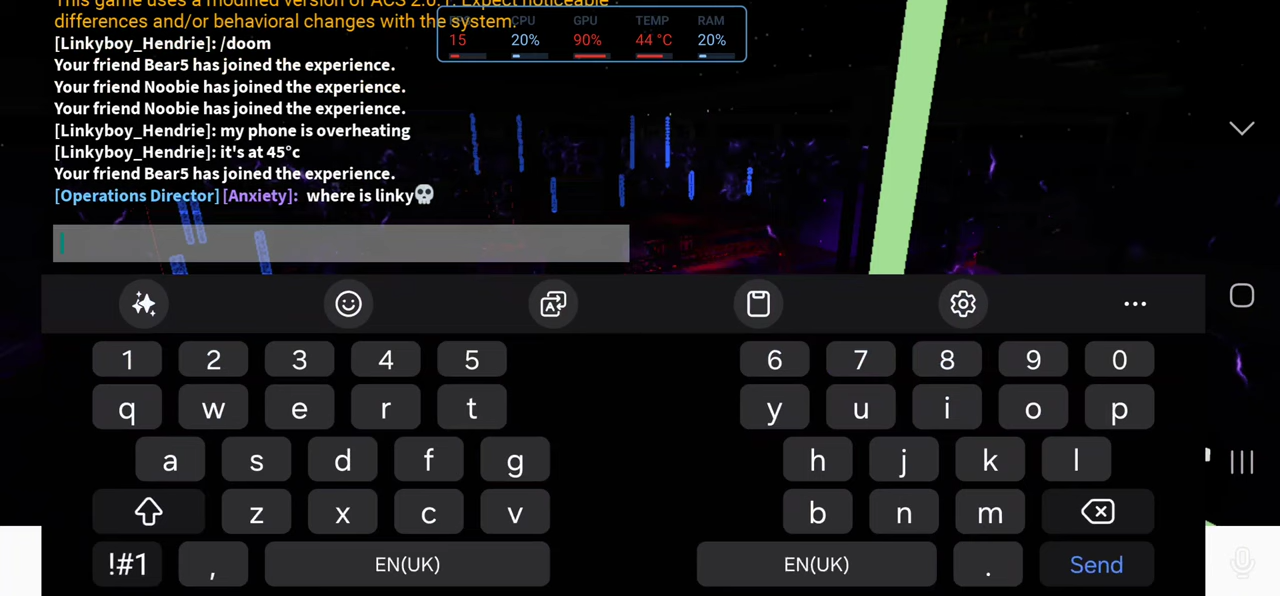 This game uses a modified version of ACS 2.0.1. Expect noticeable
differences and/or behavioral changes with the system.
FPS CPU GPU TEMP RAM
15 20% 90% 44 °C 20%
[Linkyboy_Hendrie]: /doom
Your friend Bear5 has joined the experience.
Your friend Noobie has joined the experience.
Your friend Noobie has joined the experience.
[Linkyboy_Hendrie]: my phone is overheating
[Linkyboy_Hendrie]: it's at 45°c
Your friend Bear5 has joined the experience.
[Operations Director] [Anxiety]: where is linky💀
1 2 3 4 5 6 7 8 9 0
q w e r t y u i o p
a s d f g h j k l
z x c v b n m
!#1 , EN(UK) EN(UK) . Send